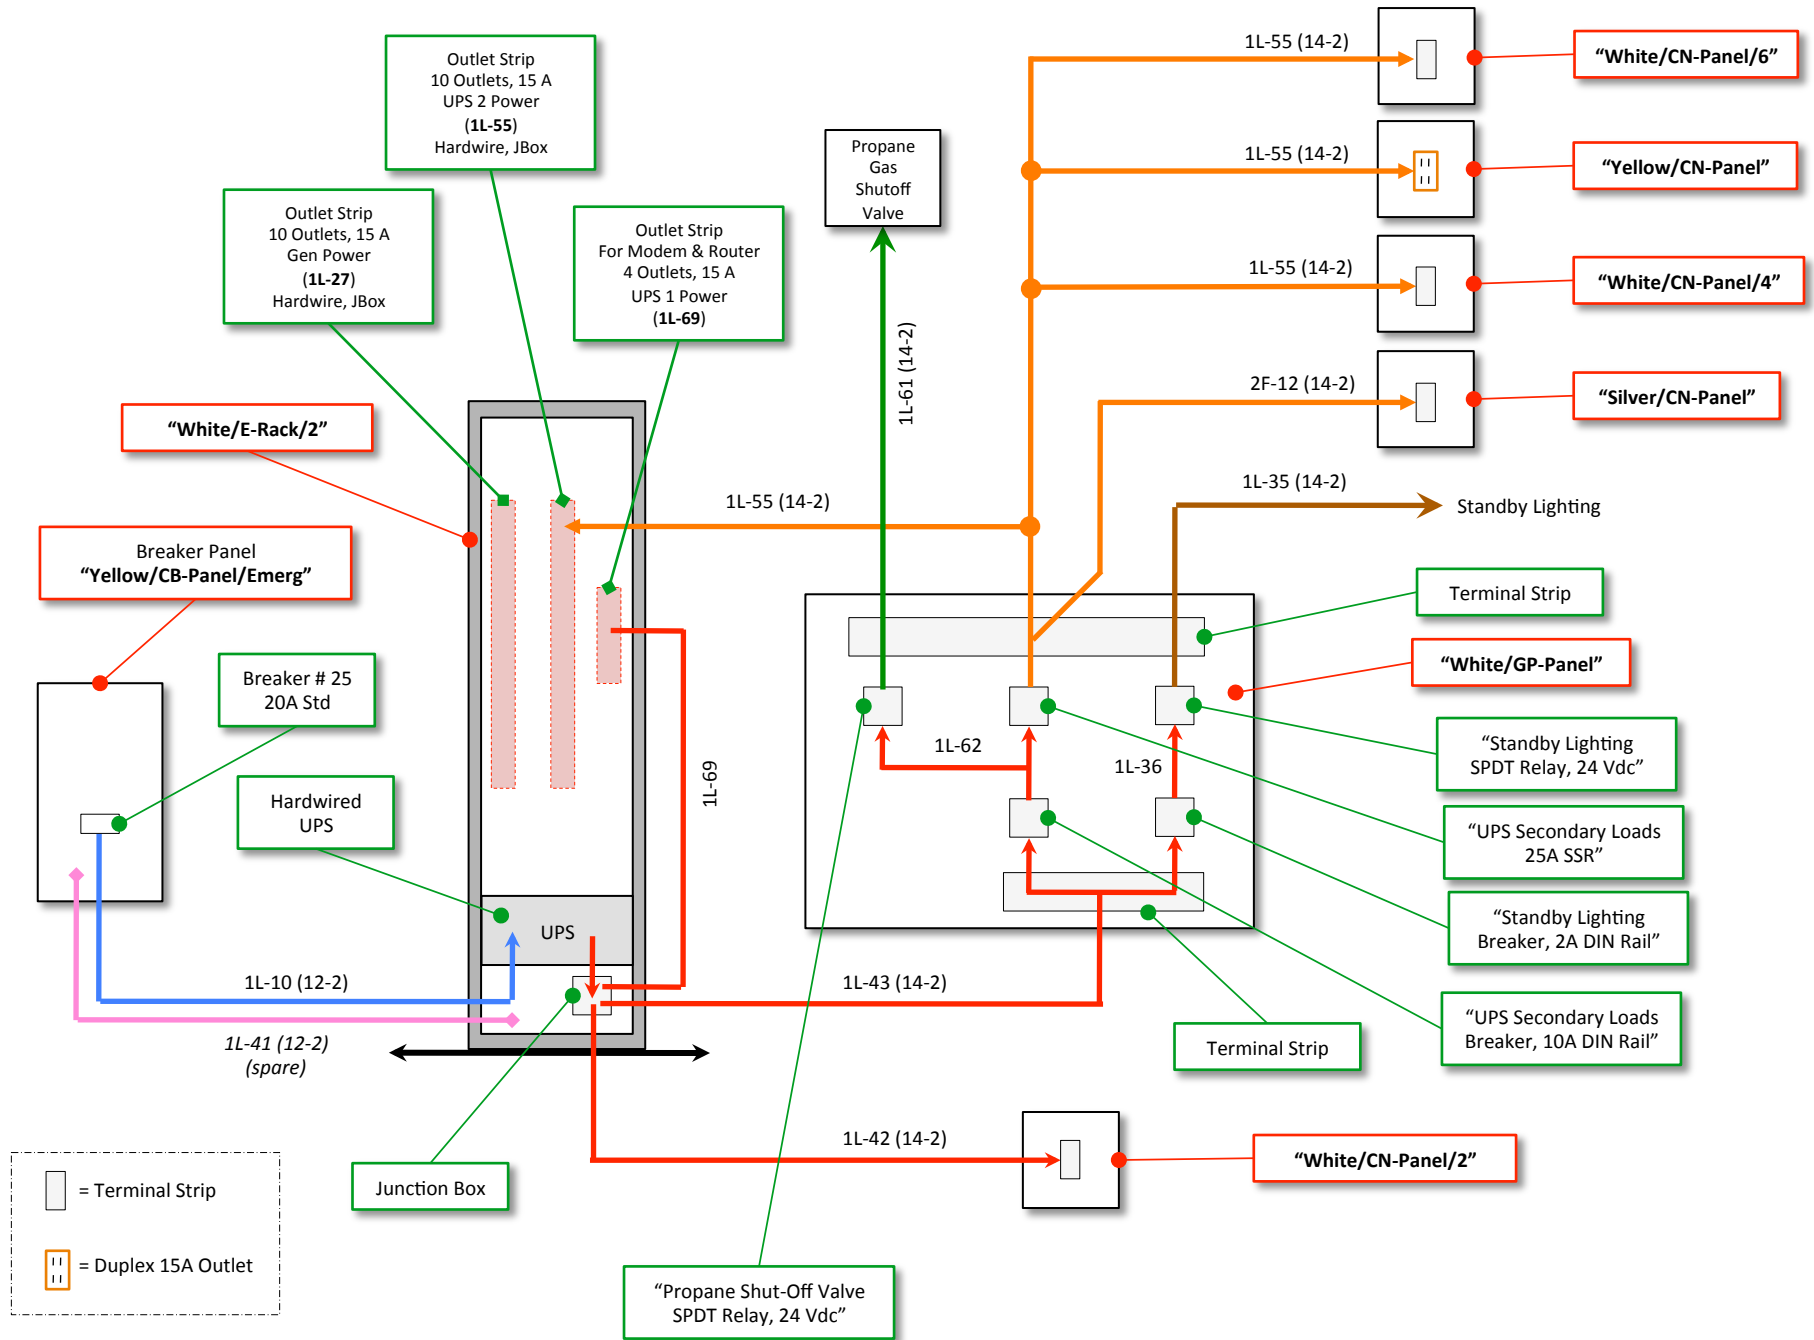 Outlet Strip
10 Outlets, 15 A
UPS 2 Power
(1L-55)
Hardwire, JBox
1L-55 (14-2)
“White/CN-Panel/6”
Propane
Gas
Shutoff
Valve
1L-55 (14-2)
“Yellow/CN-Panel”
Outlet Strip
10 Outlets, 15 A
Gen Power
(1L-27)
Hardwire, JBox
Outlet Strip
For Modem & Router
4 Outlets, 15 A
UPS 1 Power
(1L-69)
1L-55 (14-2)
“White/CN-Panel/4”
1L-61 (14-2)
2F-12 (14-2)
“Silver/CN-Panel”
“White/E-Rack/2”
1L-55 (14-2)
1L-35 (14-2)
Standby Lighting
Breaker Panel
“Yellow/CB-Panel/Emerg”
Terminal Strip
“White/GP-Panel”
Breaker # 25
20A Std
1L-69
1L-62
1L-36
“Standby Lighting
SPDT Relay, 24 Vdc”
Hardwired
UPS
“UPS Secondary Loads
25A SSR”
UPS
“Standby Lighting
Breaker, 2A DIN Rail”
1L-10 (12-2)
1L-43 (14-2)
1L-41 (12-2)
(spare)
Terminal Strip
“UPS Secondary Loads
Breaker, 10A DIN Rail”
1L-42 (14-2)
“White/CN-Panel/2”
Junction Box
= Terminal Strip
= Duplex 15A Outlet
“Propane Shut-Off Valve
SPDT Relay, 24 Vdc”